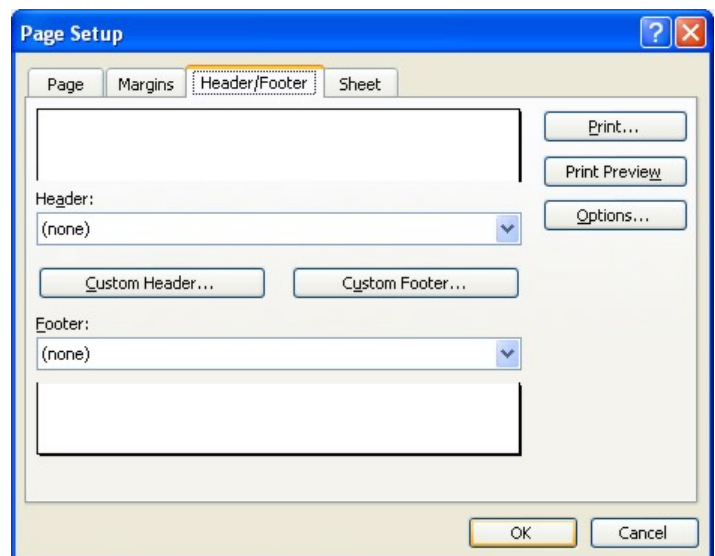 Page Setup
Page Margins Header/Footer Sheet
Print...
Print Preview
Header:
(none)
Options...
Custom Header... Custom Footer...
Footer:
(none)
OK Cancel